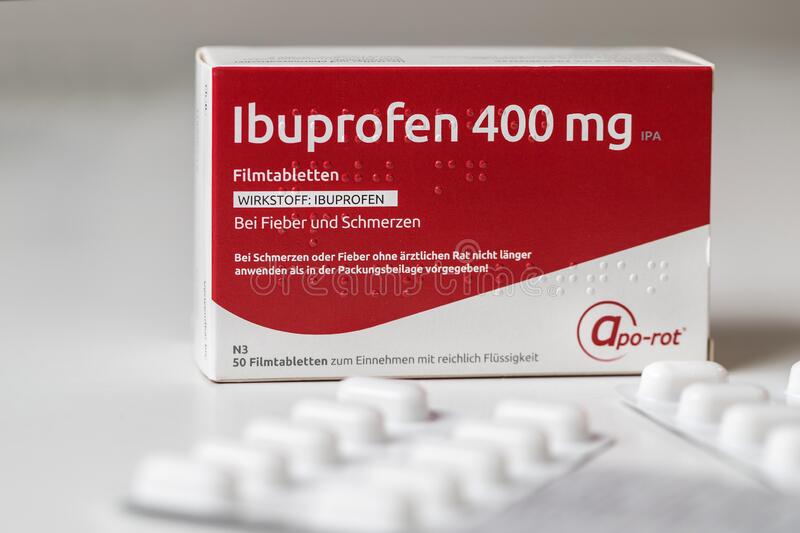 Ibuprofen 400 mg IPA
Filmtabletten
WIRKSTOFF: IBUPROFEN
Bei Fieber und Schmerzen
Bei Schmerzen oder Fieber ohne ärztlichen Rat nicht länger
anwenden als in der Packungsbeilage vorgegeben!
dreamstime
apo-rot®
N3
50 Filmtabletten zum Einnehmen mit reichlich Flüssigkeit